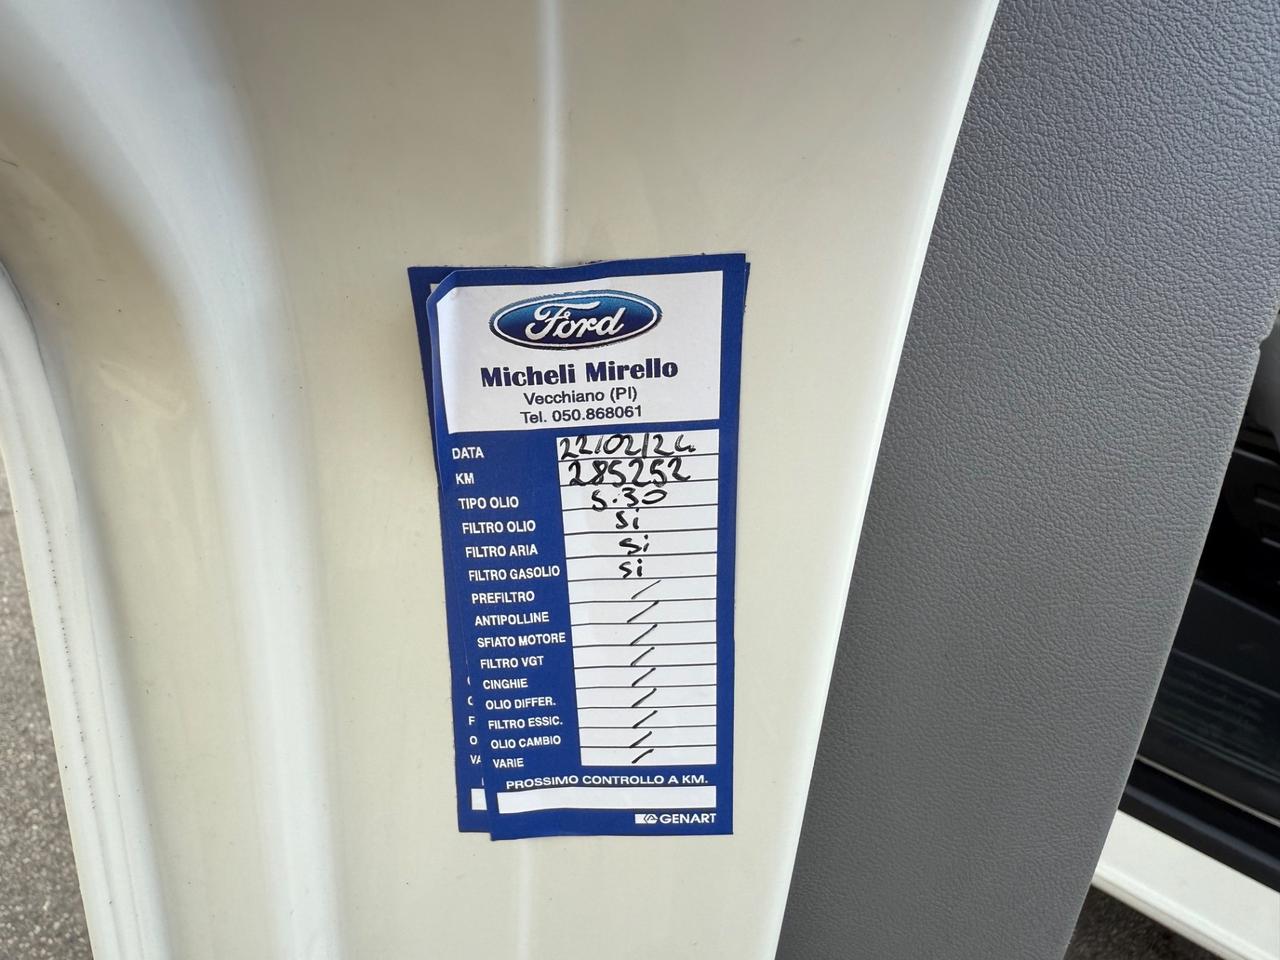 Ford
Micheli Mirello
Vecchiano (PI)
Tel. 050.868061
DATA 22/02/24
KM 285252
TIPO OLIO 5.30
FILTRO OLIO si
FILTRO ARIA si
FILTRO GASOLIO si
PREFILTRO /
ANTIPOLLINE /
SFIATO MOTORE /
FILTRO VGT /
CINGHIE /
OLIO DIFFER. /
FILTRO ESSIC. /
OLIO CAMBIO /
VARIE /
PROSSIMO CONTROLLO A KM.
GENART